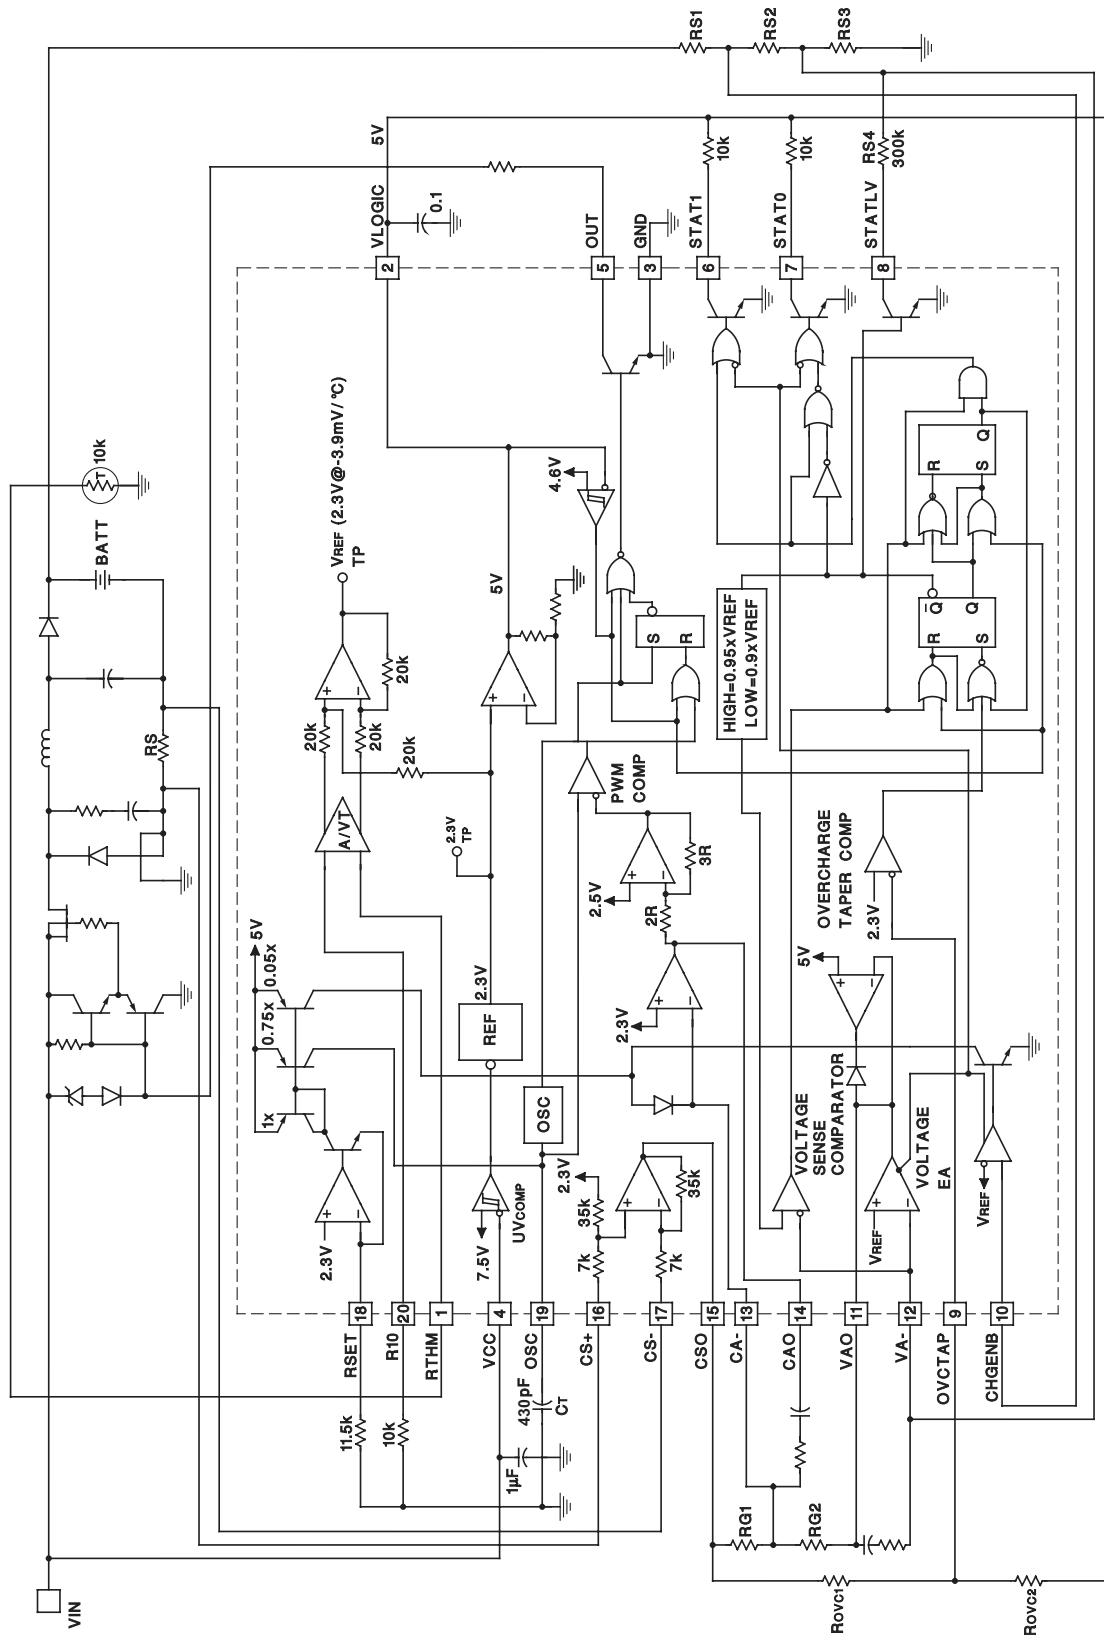 VIN
RSET
R10
RTHM
VCC
OSC
CS+
CS-
CSO
CA-
CAO
VAO
VA-
OVCTAP
CHGENB
18
20
1
4
19
16
17
15
13
14
11
12
9
10
11.5k
10k
1µF
430pF
CT
RG1
RG2
ROVC1
ROVC2
RS
BATT
10k
T
RS1
RS2
RS3
1x
0.75x
0.05x
5V
2.3V
A/VT
20k
20k
20k
20k
VREF (2.3V@-3.9mV/°C)
TP
7.5V
UVCOMP
REF
2.3V
2.3V
TP
5V
OSC
2.3V
35k
7k
7k
35k
2.3V
2R
2.5V
3R
PWM
COMP
4.6V
S
R
HIGH=0.95xVREF
LOW=0.9xVREF
VOLTAGE
SENSE
COMPARATOR
5V
VREF
VOLTAGE
EA
VREF
OVERCHARGE
TAPER COMP
2.3V
R
S
Q
Q
R
S
Q
VLOGIC
2
5V
0.1
OUT
5
GND
3
STAT1
6
10k
STAT0
7
10k
STATLV
8
RS4
300k